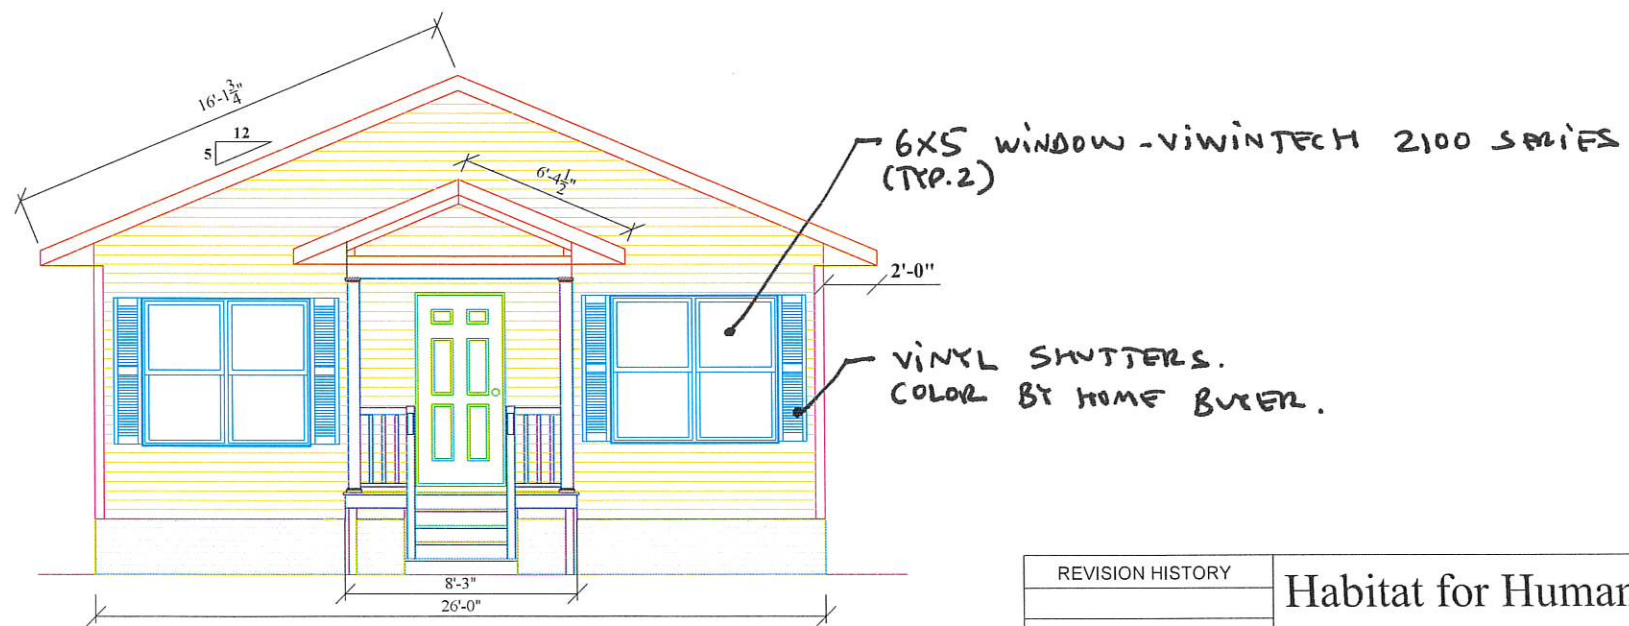 16'-1 3/4"
12
5
6'-4 1/2"
6X5 WINDOW - VIWINTECH 2100 SERIES
(TYP. 2)
2'-0"
VINYL SHUTTERS.
COLOR BY HOME BUYER.
8'-3"
26'-0"
REVISION HISTORY
Habitat for Human